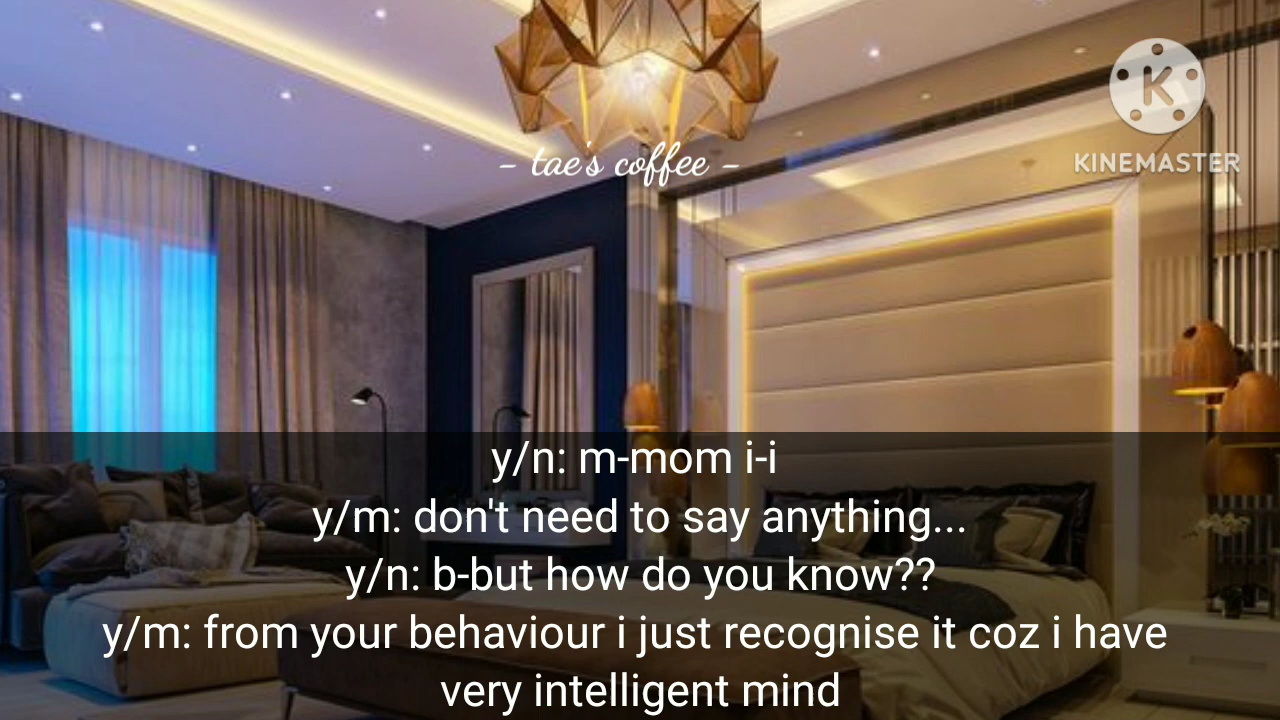 - tae's coffee -
K
KINEMASTER
y/n: m-mom i-i
y/m: don't need to say anything...
y/n: b-but how do you know??
y/m: from your behaviour i just recognise it coz i have
very intelligent mind